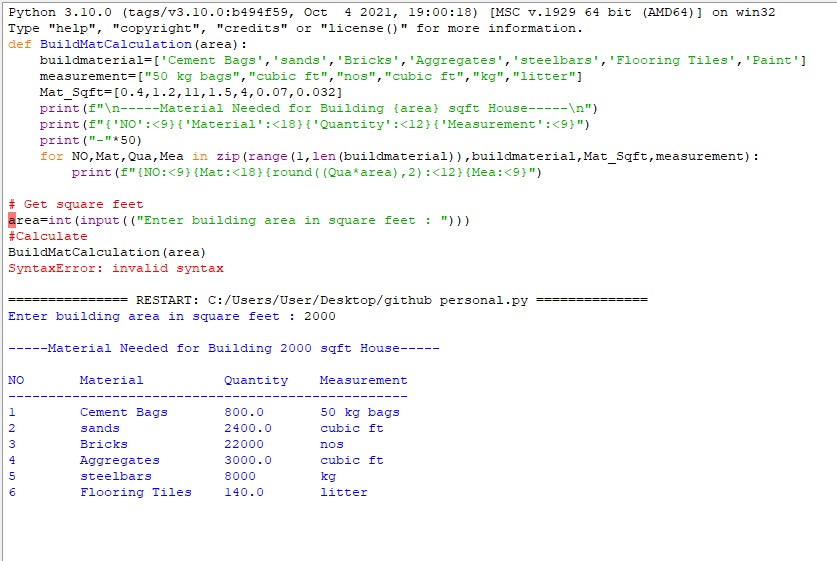 Python 3.10.0 (tags/v3.10.0:b494f59, Oct  4 2021, 19:00:18) [MSC v.1929 64 bit (AMD64)] on win32
Type "help", "copyright", "credits" or "license()" for more information.
def BuildMatCalculation(area):
    buildmaterial=['Cement Bags','sands','Bricks','Aggregates','steelbars','Flooring Tiles','Paint']
    measurement=["50 kg bags","cubic ft","nos","cubic ft","kg","litter"]
    Mat_Sqft=[0.4,1.2,11,1.5,4,0.07,0.032]
    print(f"\n-----Material Needed for Building {area} sqft House-----\n")
    print(f"{'NO':<9}{'Material':<18}{'Quantity':<12}{'Measurement':<9}")
    print("-"*50)
    for NO,Mat,Qua,Mea in zip(range(1,len(buildmaterial)),buildmaterial,Mat_Sqft,measurement):
        print(f"{NO:<9}{Mat:<18}{round((Qua*area),2):<12}{Mea:<9}")

# Get square feet
area=int(input(("Enter building area in square feet : ")))
#Calculate
BuildMatCalculation(area)
SyntaxError: invalid syntax

=============== RESTART: C:/Users/User/Desktop/github personal.py ==============
Enter building area in square feet : 2000

-----Material Needed for Building 2000 sqft House-----

NO       Material          Quantity    Measurement
--------------------------------------------------
1        Cement Bags       800.0       50 kg bags
2        sands             2400.0      cubic ft
3        Bricks            22000       nos
4        Aggregates        3000.0      cubic ft
5        steelbars         8000        kg
6        Flooring Tiles    140.0       litter